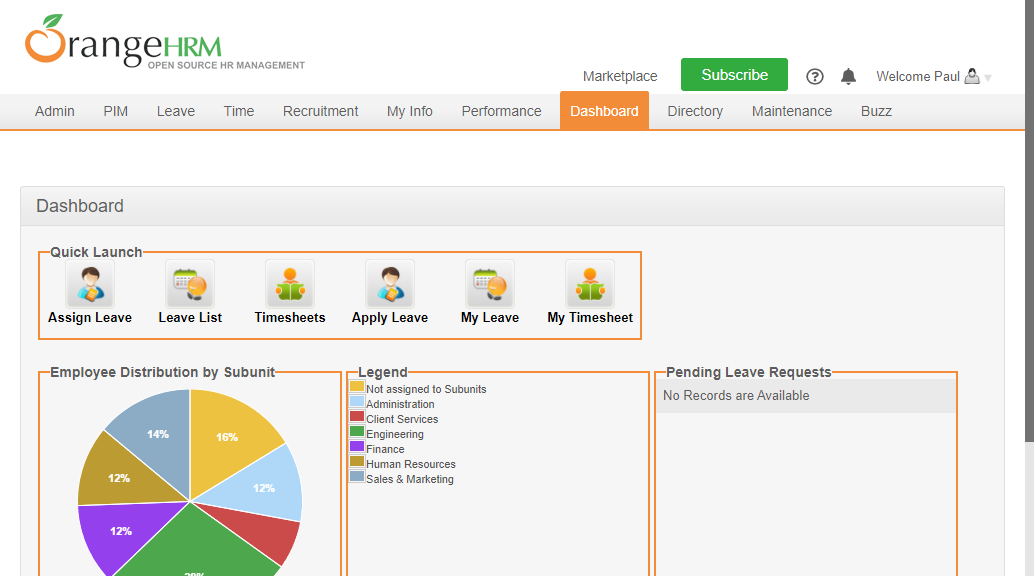 OrangeHRM
OPEN SOURCE HR MANAGEMENT
Marketplace
Subscribe
Welcome Paul
Admin PIM Leave Time Recruitment My Info Performance Dashboard Directory Maintenance Buzz
Dashboard
Quick Launch
Assign Leave Leave List Timesheets Apply Leave My Leave My Timesheet
Employee Distribution by Subunit
14%
16%
12%
12%
12%
Legend
Not assigned to Subunits
Administration
Client Services
Engineering
Finance
Human Resources
Sales & Marketing
Pending Leave Requests
No Records are Available